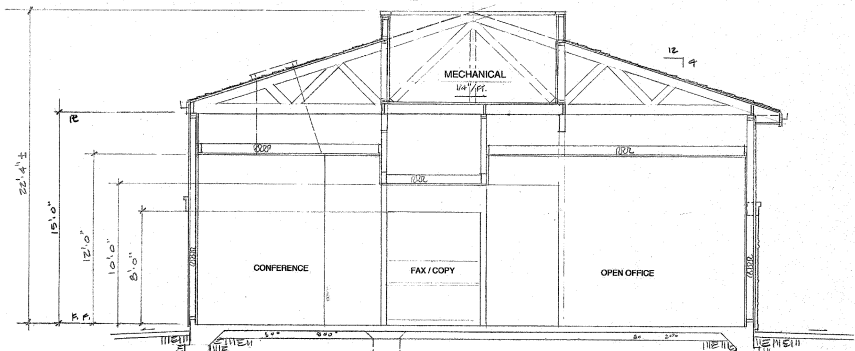 12
4
MECHANICAL
1/4"/FT.
PL
22'.4" ±
15'.0"
12'.0"
10'.0"
8'.0"
CONFERENCE
FAX / COPY
OPEN OFFICE
F.F.